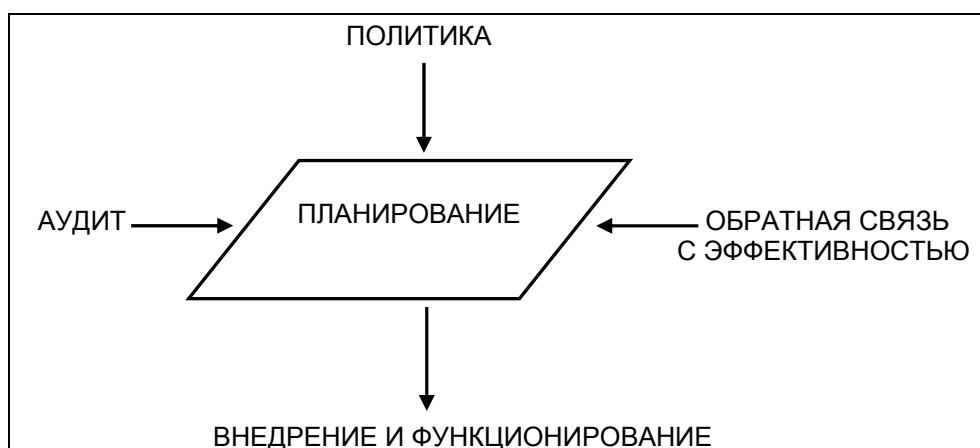 ПОЛИТИКА
ПЛАНИРОВАНИЕ
АУДИТ
ОБРАТНАЯ СВЯЗЬ
С ЭФФЕКТИВНОСТЬЮ
ВНЕДРЕНИЕ И ФУНКЦИОНИРОВАНИЕ